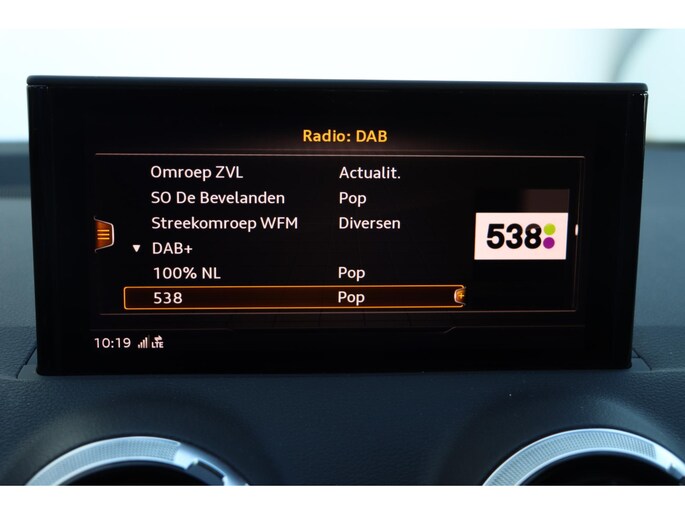 Radio: DAB
Omroep ZVL Actualit.
SO De Bevelanden Pop
Streekomroep WFM Diversen
DAB+
100% NL Pop
538 Pop
538
10:19 LTE